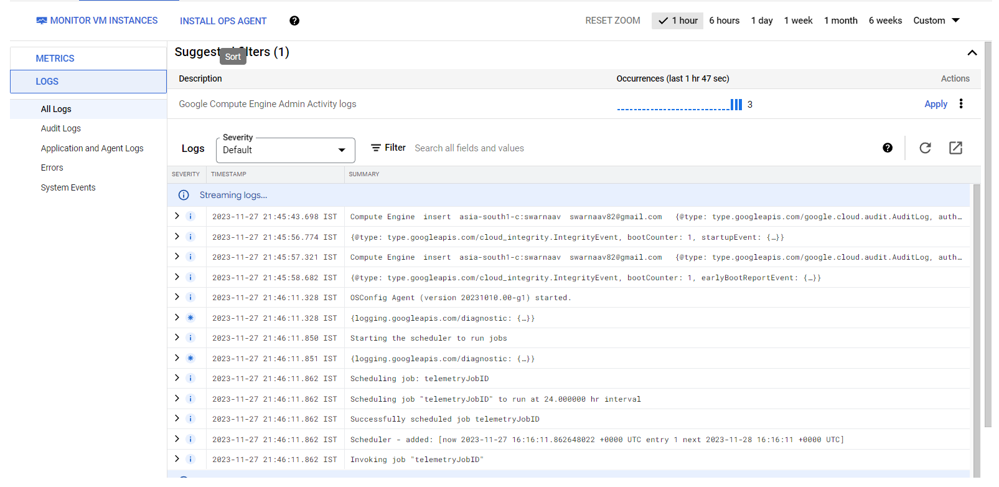 MONITOR VM INSTANCES INSTALL OPS AGENT ? RESET ZOOM 1 hour 6 hours 1 day 1 week 1 month 6 weeks Custom
METRICS
LOGS
All Logs
Audit Logs
Application and Agent Logs
Errors
System Events
Suggest lters (1)
Sort
Description Occurrences (last 1 hr 47 sec) Actions
Google Compute Engine Admin Activity logs 3 Apply
Logs Severity Default Filter Search all fields and values ?
SEVERITY TIMESTAMP SUMMARY
Streaming logs...
2023-11-27 21:45:43.698 IST Compute Engine insert asia-south1-c:swarnaav swarnaav82@gmail.com {@type: type.googleapis.com/google.cloud.audit.AuditLog, auth…
2023-11-27 21:45:56.774 IST {@type: type.googleapis.com/cloud_integrity.IntegrityEvent, bootCounter: 1, startupEvent: {…}}
2023-11-27 21:45:57.321 IST Compute Engine insert asia-south1-c:swarnaav swarnaav82@gmail.com {@type: type.googleapis.com/google.cloud.audit.AuditLog, auth…
2023-11-27 21:45:58.682 IST {@type: type.googleapis.com/cloud_integrity.IntegrityEvent, bootCounter: 1, earlyBootReportEvent: {…}}
2023-11-27 21:46:11.328 IST OSConfig Agent (version 20231010.00-g1) started.
2023-11-27 21:46:11.328 IST {logging.googleapis.com/diagnostic: {…}}
2023-11-27 21:46:11.850 IST Starting the scheduler to run jobs
2023-11-27 21:46:11.851 IST {logging.googleapis.com/diagnostic: {…}}
2023-11-27 21:46:11.862 IST Scheduling job: telemetryJobID
2023-11-27 21:46:11.862 IST Scheduling job "telemetryJobID" to run at 24.000000 hr interval
2023-11-27 21:46:11.862 IST Successfully scheduled job telemetryJobID
2023-11-27 21:46:11.862 IST Scheduler - added: [now 2023-11-27 16:16:11.862648022 +0000 UTC entry 1 next 2023-11-28 16:16:11 +0000 UTC]
2023-11-27 21:46:11.862 IST Invoking job "telemetryJobID"